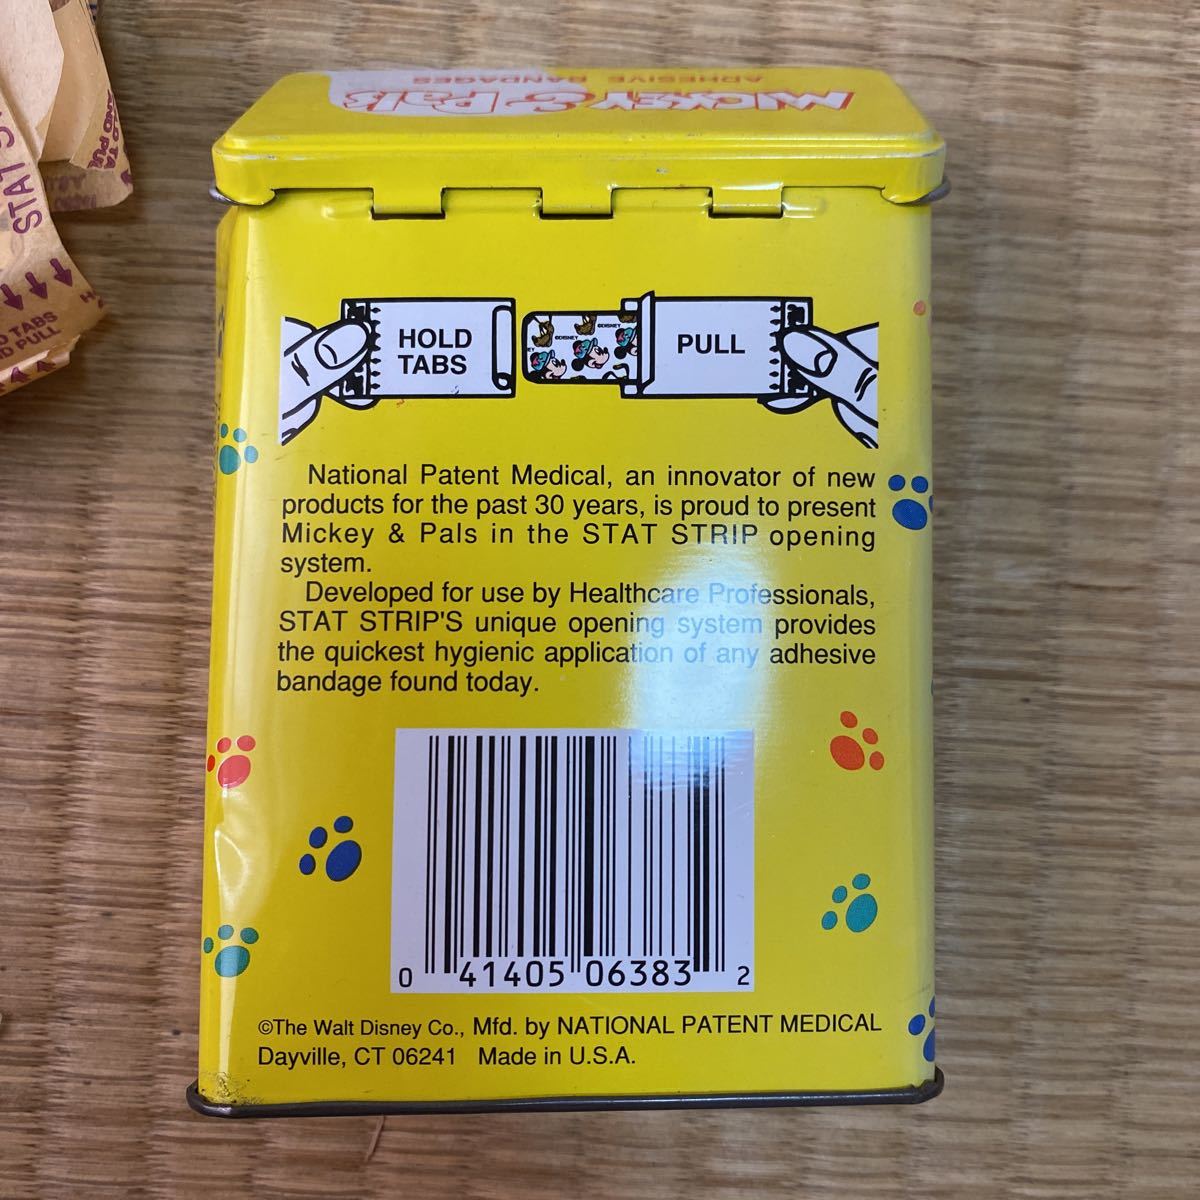 MICKEY & Pals
ADHESIVE BANDAGES
HOLD
TABS
©DISNEY
©DISNEY
PULL
National Patent Medical, an innovator of new
products for the past 30 years, is proud to present
Mickey & Pals in the STAT STRIP opening
system.
Developed for use by Healthcare Professionals,
STAT STRIP'S unique opening system provides
the quickest hygienic application of any adhesive
bandage found today.
0 41405 06383 2
©The Walt Disney Co., Mfd. by NATIONAL PATENT MEDICAL
Dayville, CT 06241 Made in U.S.A.
STAT
TABS
PULL